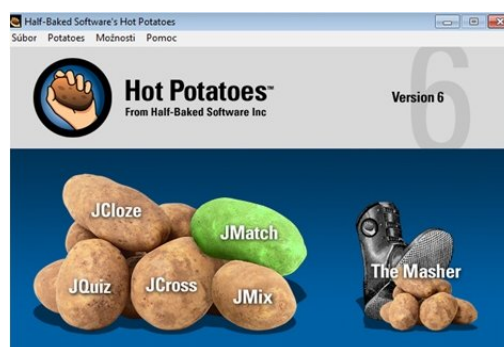 Half-Baked Software's Hot Potatoes
Súbor Potatoes Možnosti Pomoc
Hot Potatoes™
From Half-Baked Software Inc
Version 6
6
JCloze
JMatch
JQuiz
JCross
JMix
The Masher